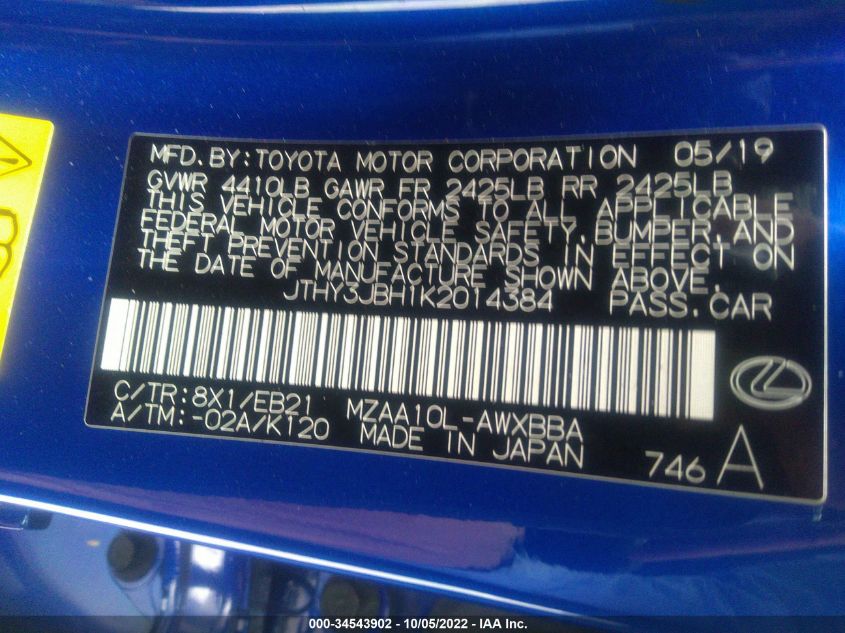 MFD. BY: TOYOTA MOTOR CORPORATION 05/19
GVWR 4410LB GAWR FR 2425LB RR 2425LB
THIS VEHICLE CONFORMS TO ALL APPLICABLE
FEDERAL MOTOR VEHICLE SAFETY, BUMPER, AND
THEFT PREVENTION STANDARDS IN EFFECT ON
THE DATE OF MANUFACTURE SHOWN ABOVE.
JTHY3JBH1K2014384 PASS. CAR
C/TR: 8X1/EB21 MZAA10L-AWXBBA
A/TM: -02A/K120 MADE IN JAPAN
746 A
000-34543902 - 10/05/2022 - IAA Inc.